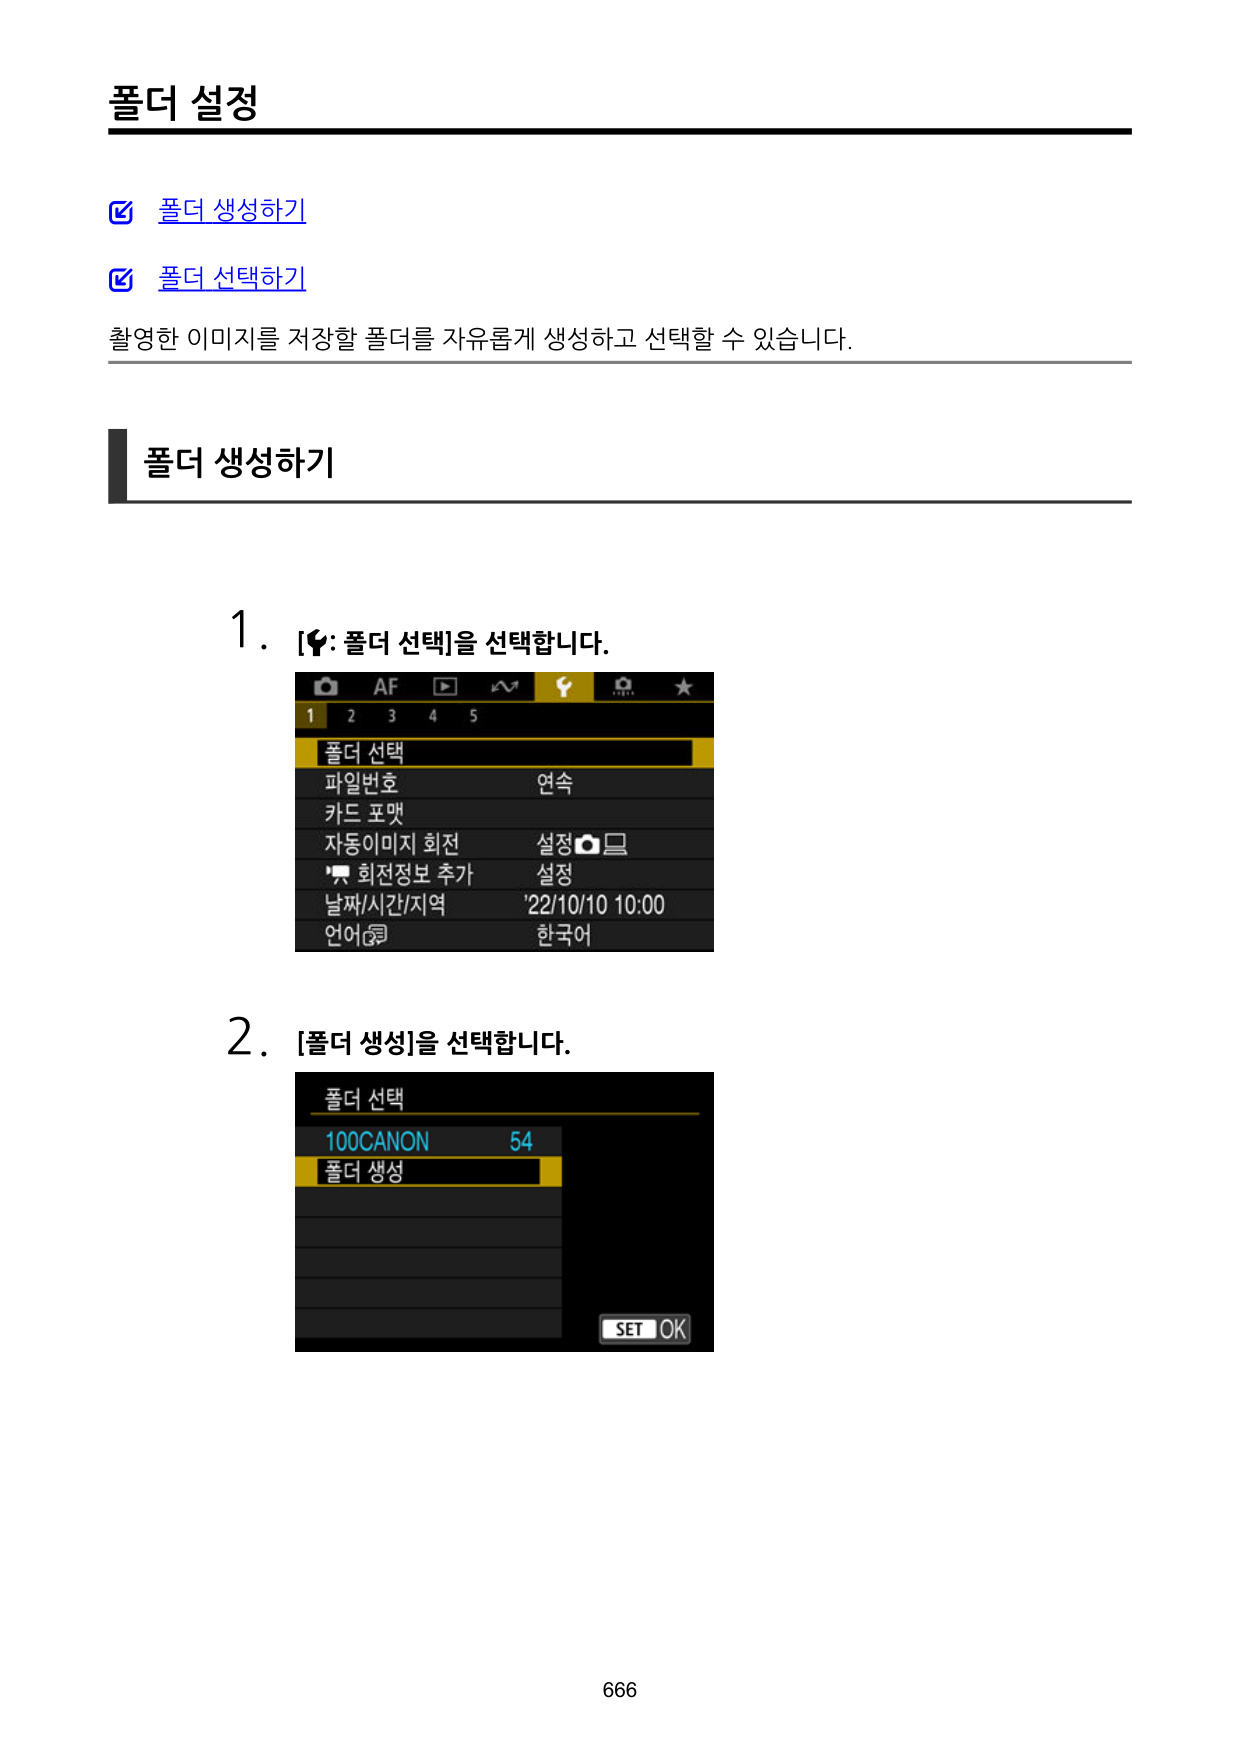 폴더 설정
폴더 생성하기
폴더 선택하기
촬영한 이미지를 저장할 폴더를 자유롭게 생성하고 선택할 수 있습니다.
폴더 생성하기
1. [: 폴더 선택]을 선택합니다.
AF
1 2 3 4 5
폴더 선택
파일번호 연속
카드 포맷
자동이미지 회전 설정
회전정보 추가 설정
날짜/시간/지역 '22/10/10 10:00
언어 한국어
2. [폴더 생성]을 선택합니다.
폴더 선택
100CANON 54
폴더 생성
SET OK
666